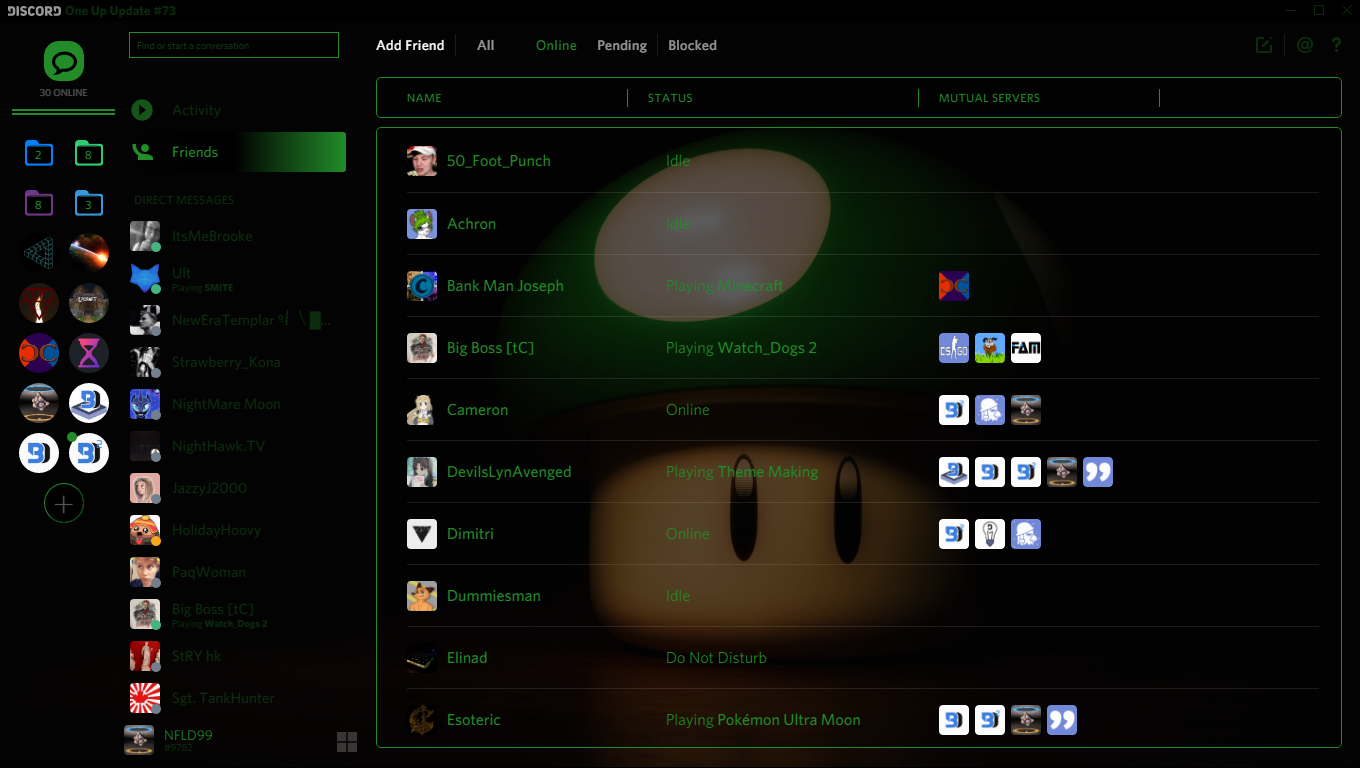 DISCORD One Up Update #73
30 ONLINE
2
8
8
3
Find or start a conversation
Activity
Friends
DIRECT MESSAGES
ItsMeBrooke
Ult
Playing SMITE
NewEraTemplar
Strawberry_Kona
NightMare Moon
NightHawk.TV
JazzyJ2000
HolidayHoovy
PaqWoman
Big Boss [tC]
Playing Watch_Dogs 2
StRY hk
Sgt. TankHunter
NFLD99
#9782
Add Friend All Online Pending Blocked
@ ?
NAME STATUS MUTUAL SERVERS
50_Foot_Punch Idle
Achron Idle
Bank Man Joseph Playing Minecraft
Big Boss [tC] Playing Watch_Dogs 2 CS:GO FAM
Cameron Online
DevilsLynAvenged Playing Theme Making
Dimitri Online
Dummiesman Idle
Elinad Do Not Disturb
Esoteric Playing Pokémon Ultra Moon